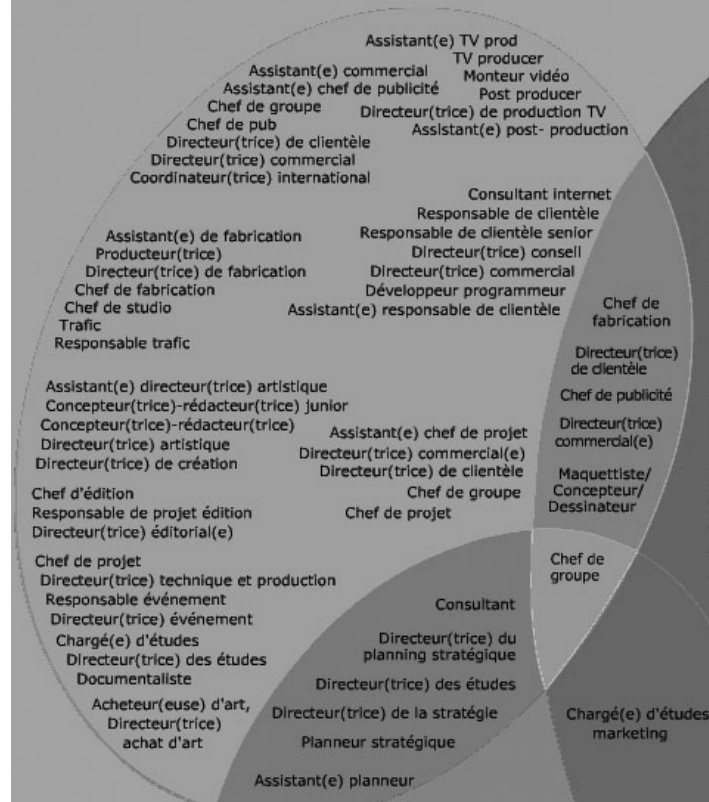 Assistant(e) TV prod
TV producer
Monteur vidéo
Post producer
Directeur(trice) de production TV
Assistant(e) post- production
Assistant(e) commercial
Assistant(e) chef de publicité
Chef de groupe
Chef de pub
Directeur(trice) de clientèle
Directeur(trice) commercial
Coordinateur(trice) international
Consultant internet
Responsable de clientèle
Responsable de clientèle senior
Directeur(trice) conseil
Directeur(trice) commercial
Développeur programmeur
Assistant(e) responsable de clientèle
Assistant(e) de fabrication
Producteur(trice)
Directeur(trice) de fabrication
Chef de fabrication
Chef de studio
Trafic
Responsable trafic
Chef de
fabrication
Directeur(trice)
de clientèle
Chef de publicité
Directeur(trice)
commercial(e)
Maquettiste/
Concepteur/
Dessinateur
Assistant(e) directeur(trice) artistique
Concepteur(trice)-rédacteur(trice) junior
Concepteur(trice)-rédacteur(trice)
Directeur(trice) artistique
Directeur(trice) de création
Assistant(e) chef de projet
Directeur(trice) commercial(e)
Directeur(trice) de clientèle
Chef de groupe
Chef de projet
Chef d'édition
Responsable de projet édition
Directeur(trice) éditorial(e)
Chef de projet
Directeur(trice) technique et production
Responsable événement
Directeur(trice) événement
Chargé(e) d'études
Directeur(trice) des études
Documentaliste
Acheteur(euse) d'art,
Directeur(trice)
achat d'art
Chef de
groupe
Consultant
Directeur(trice) du
planning stratégique
Directeur(trice) des études
Directeur(trice) de la stratégie
Planneur stratégique
Assistant(e) planneur
Chargé(e) d'études
marketing